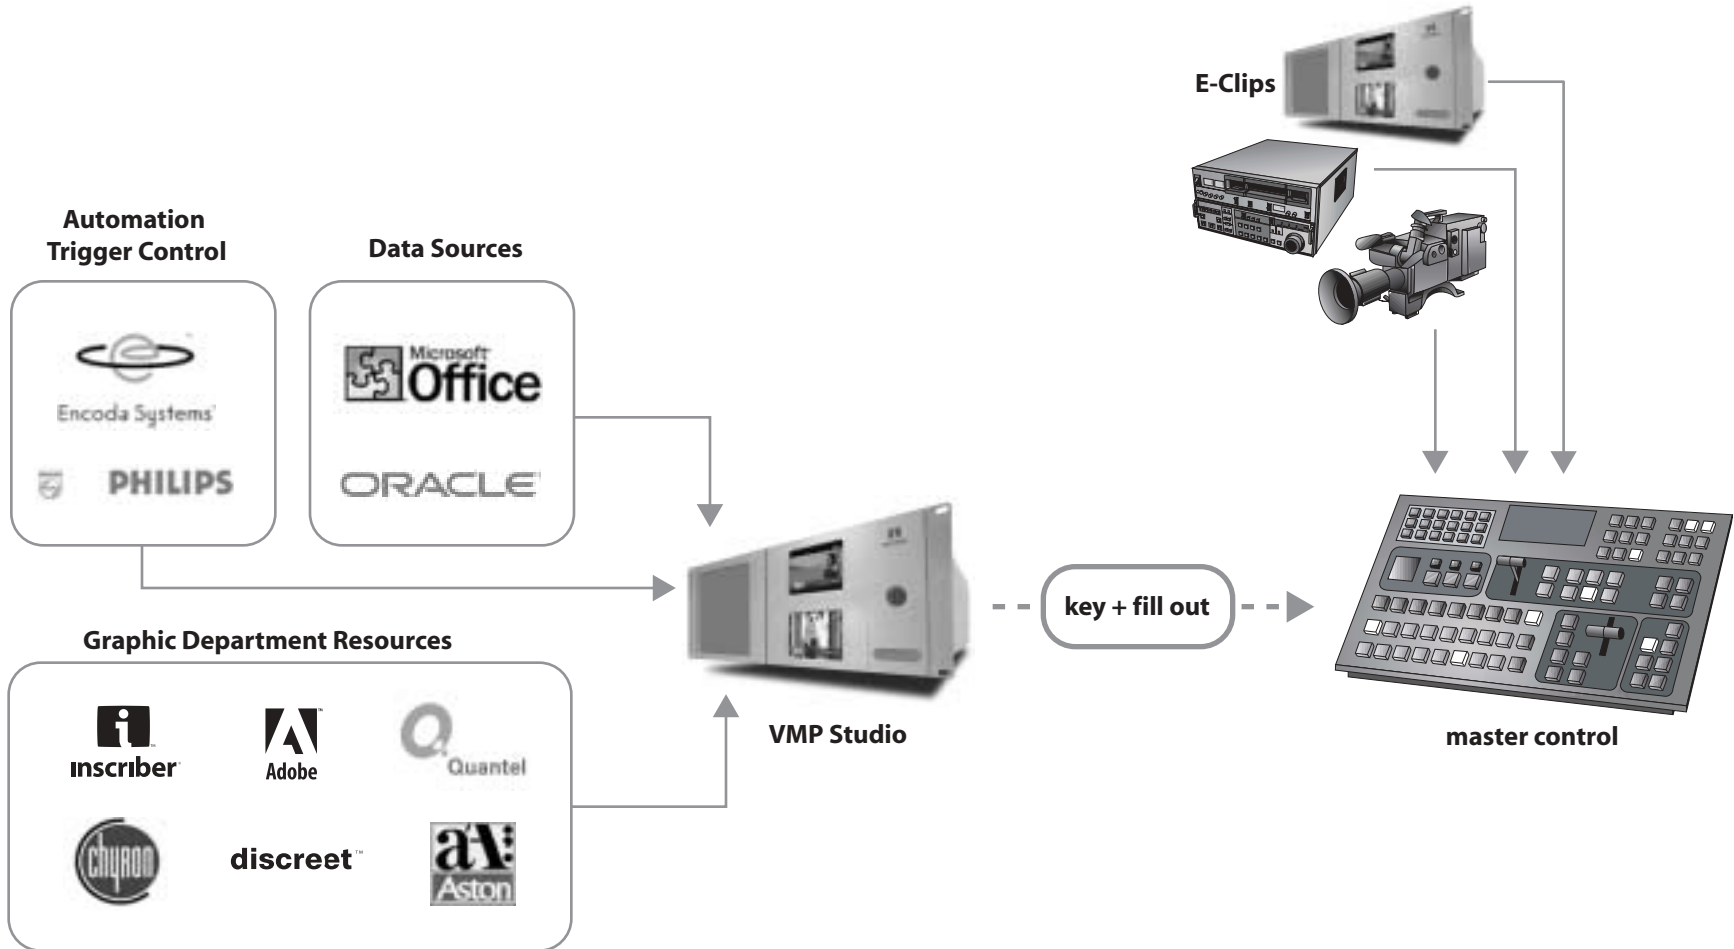 E-Clips
Automation
Trigger Control
Data Sources
Encoda Systems
PHILIPS
Microsoft
Office
ORACLE
key + fill out
Graphic Department Resources
VMP Studio
master control
inscriber
Adobe
Quantel
chyron
discreet™
Aston